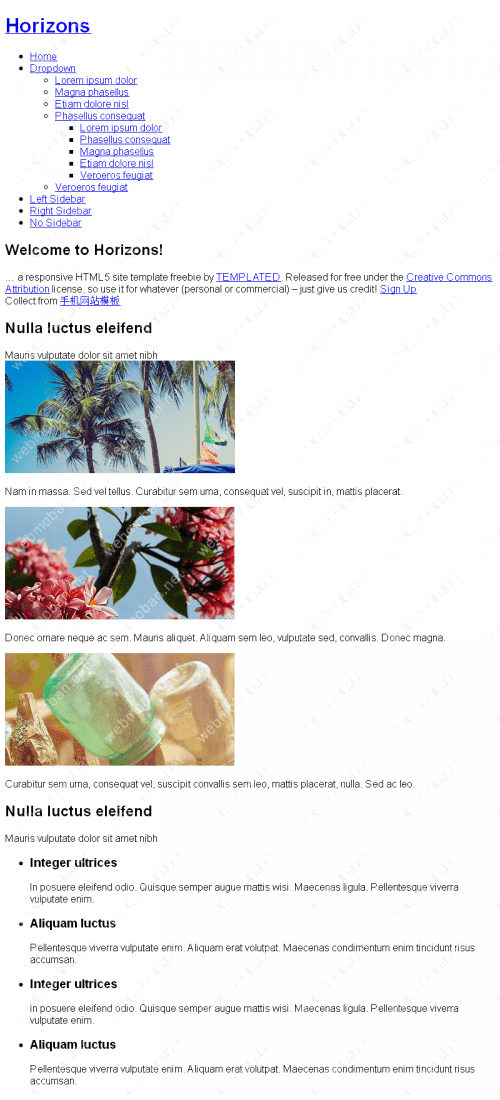 Horizons
Home
Dropdown
Lorem ipsum dolor
Magna phasellus
Etiam dolore nisl
Phasellus consequat
Lorem ipsum dolor
Phasellus consequat
Magna phasellus
Etiam dolore nisl
Veroeros feugiat
Veroeros feugiat
Left Sidebar
Right Sidebar
No Sidebar
Welcome to Horizons!
... a responsive HTML5 site template freebie by TEMPLATED. Released for free under the Creative Commons
Attribution license, so use it for whatever (personal or commercial) – just give us credit! Sign Up
Collect from 手机网站模板
Nulla luctus eleifend
Mauris vulputate dolor sit amet nibh
Nam in massa. Sed vel tellus. Curabitur sem urna, consequat vel, suscipit in, mattis placerat.
Donec ornare neque ac sem. Mauris aliquet. Aliquam sem leo, vulputate sed, convallis. Donec magna.
Curabitur sem urna, consequat vel, suscipit convallis sem leo, mattis placerat, nulla. Sed ac leo.
Nulla luctus eleifend
Mauris vulputate dolor sit amet nibh
Integer ultrices
In posuere eleifend odio. Quisque semper augue mattis wisi. Maecenas ligula. Pellentesque viverra
vulputate enim.
Aliquam luctus
Pellentesque viverra vulputate enim. Aliquam erat volutpat. Maecenas condimentum enim tincidunt risus
accumsan.
Integer ultrices
in posuere eleifend odio. Quisque semper augue mattis wisi. Maecenas ligula. Pellentesque viverra
vulputate enim.
Aliquam luctus
Pellentesque viverra vulputate enim. Aliquam erat volutpat. Maecenas condimentum enim tincidunt risus
accumsan.